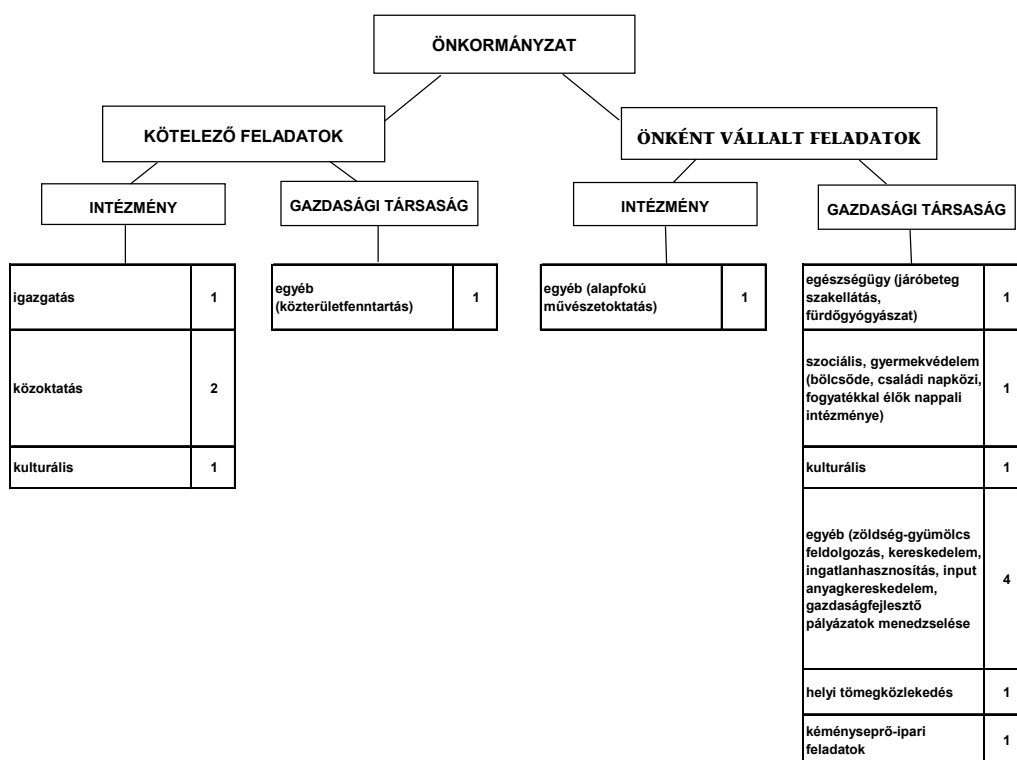 ÖNKORMÁNYZAT
KÖTELEZŐ FELADATOK
ÖNKÉNT VÁLLALT FELADATOK
INTÉZMÉNY
GAZDASÁGI TÁRSASÁG
INTÉZMÉNY
GAZDASÁGI TÁRSASÁG
igazgatás 1
közoktatás 2
kulturális 1
egyéb
(közterületfenntartás) 1
egyéb (alapfokú
művészetoktatás) 1
egészségügy (járóbeteg
szakellátás,
fürdőgyógyászat) 1
szociális, gyermekvédelem
(bölcsőde, családi napközi,
fogyatékkal élők nappali
intézménye) 1
kulturális 1
egyéb (zöldség-gyümölcs
feldolgozás, kereskedelem,
ingatlanhasznosítás, input
anyagkereskedelem,
gazdaságfejlesztő
pályázatok menedzselése 4
helyi tömegközlekedés 1
kéményseprő-ipari
feladatok 1